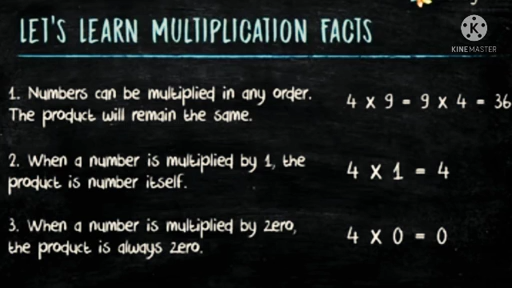 LET'S LEARN MULTIPLICATION FACTS
KINEMASTER
1. Numbers can be multiplied in any order.
The product will remain the same.
4 x 9 = 9 x 4 = 36
2. When a number is multiplied by 1, the
product is number itself.
4 x 1 = 4
3. When a number is multiplied by zero,
the product is always zero.
4 x 0 = 0